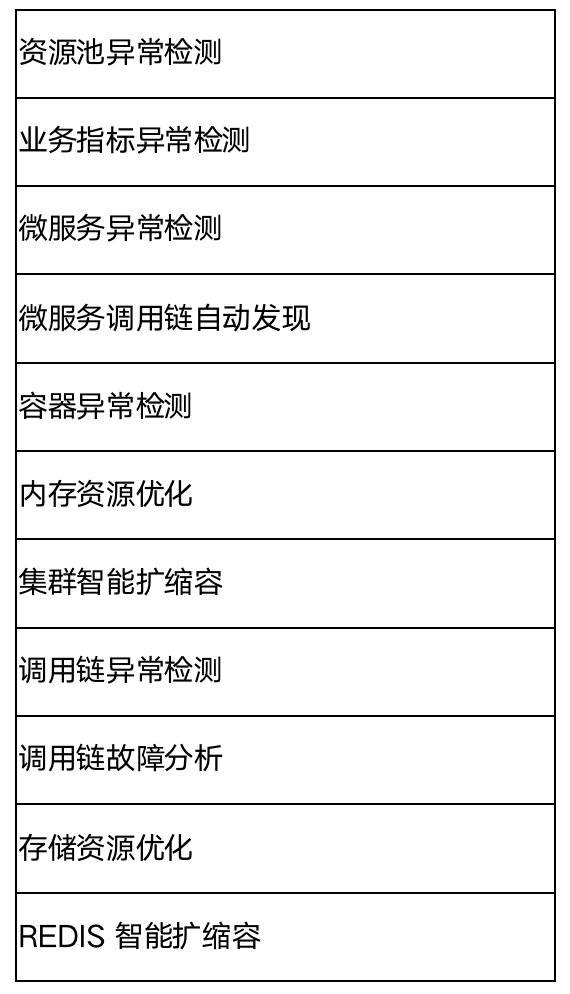 资源池异常检测
业务指标异常检测
微服务异常检测
微服务调用链自动发现
容器异常检测
内存资源优化
集群智能扩缩容
调用链异常检测
调用链故障分析
存储资源优化
REDIS 智能扩缩容